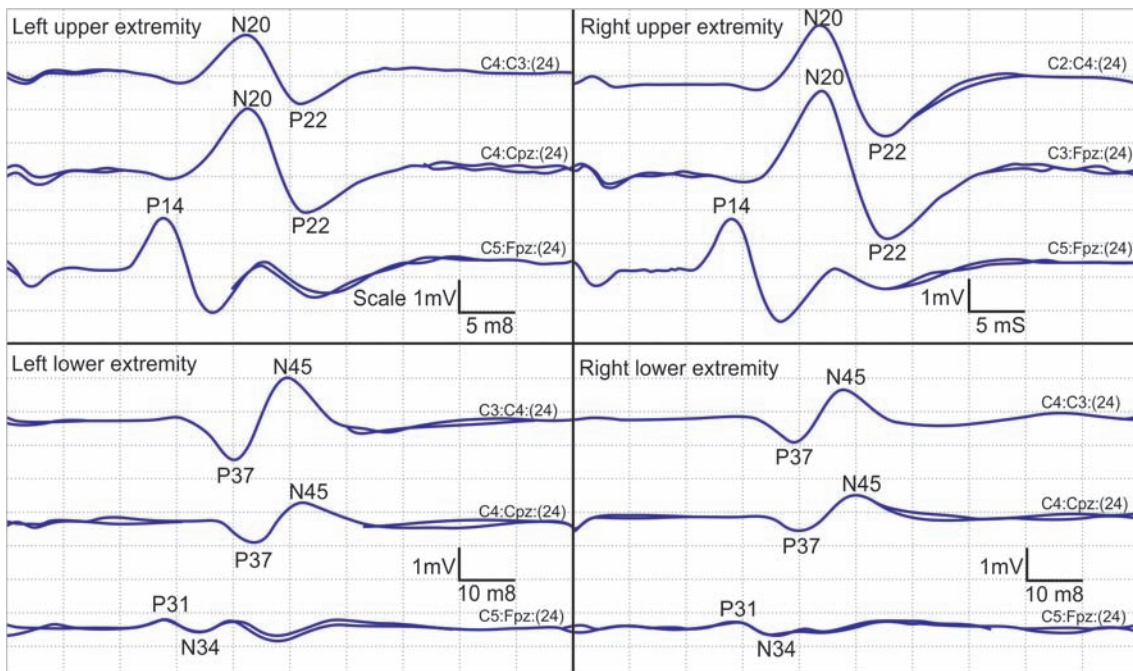 Left upper extremity
N20
C4:C3:(24)
P22
N20
C4:Cpz:(24)
P22
P14
C5:Fpz:(24)
Scale 1mV
5 m8
Right upper extremity
N20
C2:C4:(24)
P22
N20
C3:Fpz:(24)
P22
P14
C5:Fpz:(24)
1mV
5 mS
Left lower extremity
N45
C3:C4:(24)
P37
N45
C4:Cpz:(24)
P37
1mV
10 m8
P31
C5:Fpz:(24)
N34
Right lower extremity
N45
C4:C3:(24)
P37
N45
C4:Cpz:(24)
P37
1mV
10 m8
P31
C5:Fpz:(24)
N34